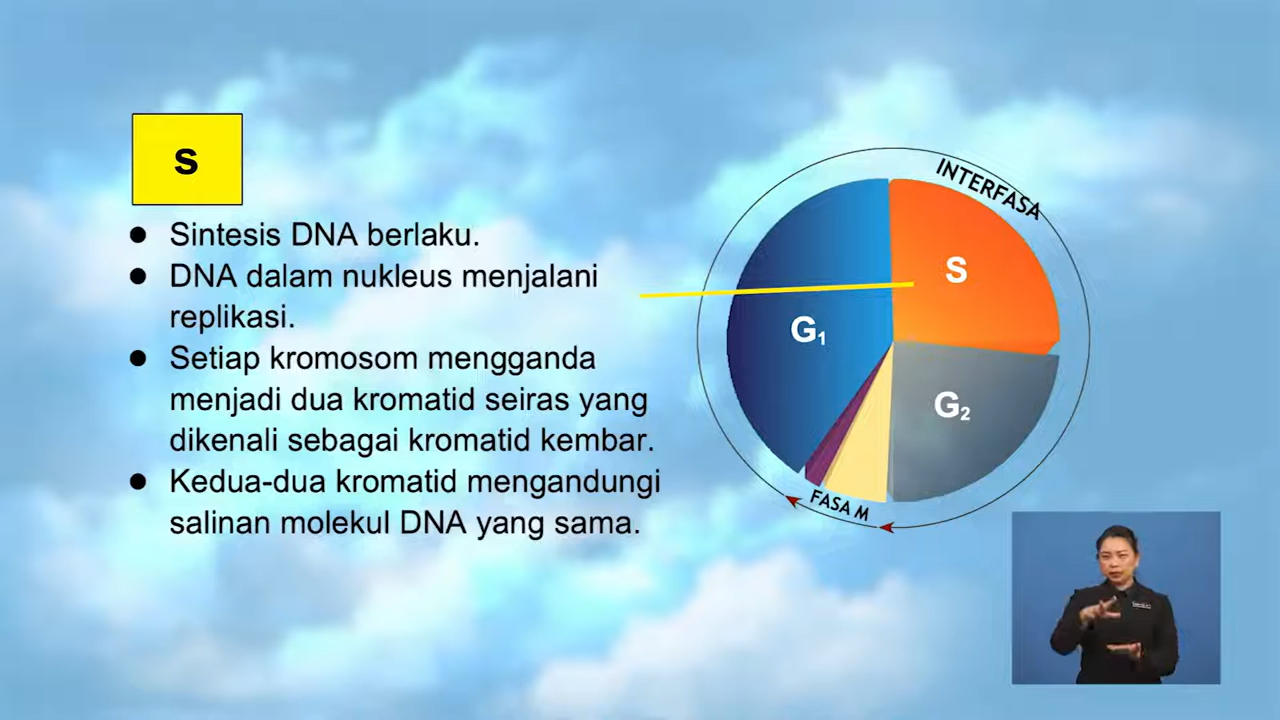 S
● Sintesis DNA berlaku.
● DNA dalam nukleus menjalani
replikasi.
● Setiap kromosom mengganda
menjadi dua kromatid seiras yang
dikenali sebagai kromatid kembar.
● Kedua-dua kromatid mengandungi
salinan molekul DNA yang sama.
INTERFASA
S
G₁
G₂
FASA M